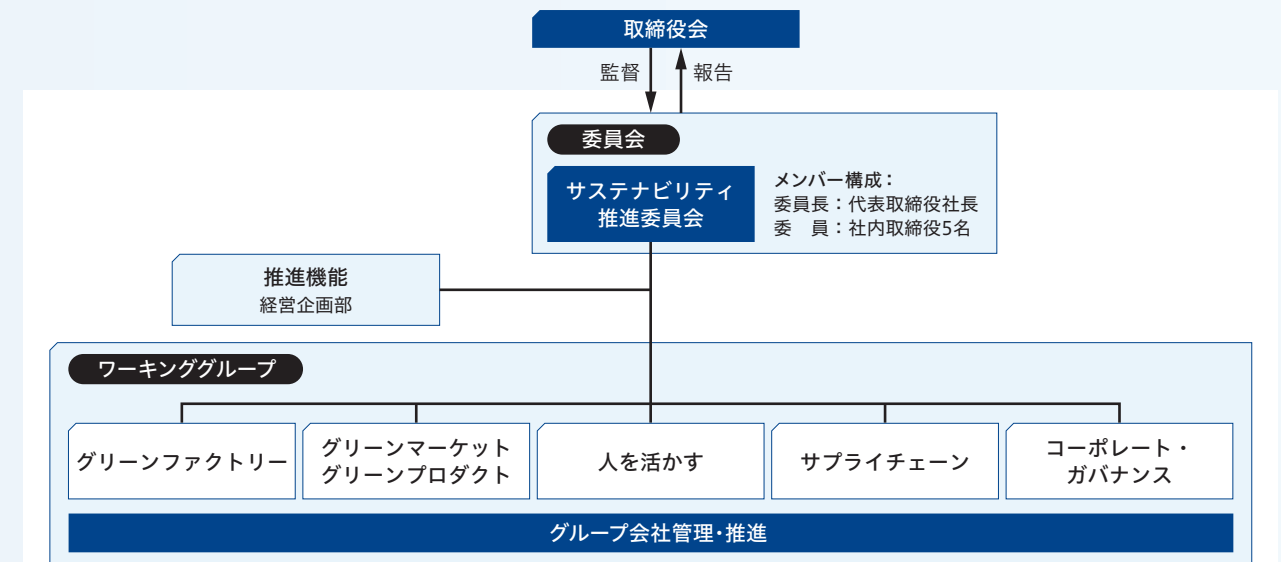 取締役会
監督
報告
委員会
サステナビリティ
推進委員会
メンバー構成：
委員長：代表取締役社長
委　員：社内取締役5名
推進機能
経営企画部
ワーキンググループ
グリーンファクトリー
グリーンマーケット
グリーンプロダクト
人を活かす
サプライチェーン
コーポレート・
ガバナンス
グループ会社管理・推進